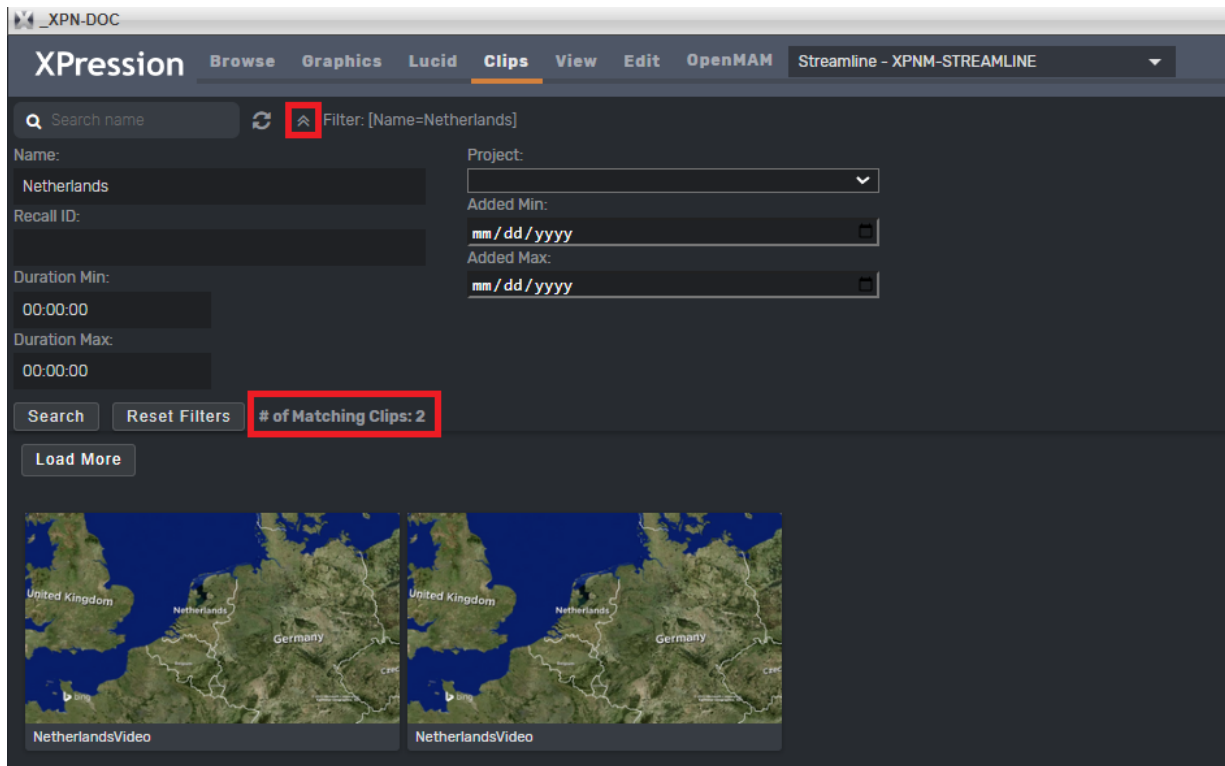 _XPN-DOC
XPression Browse Graphics Lucid Clips View Edit OpenMAM Streamline - XPNM-STREAMLINE
Search name Filter: [Name=Netherlands]
Name: Project:
Netherlands
Recall ID: Added Min:
mm/dd/yyyy
Added Max:
Duration Min: mm/dd/yyyy
00:00:00
Duration Max:
00:00:00
Search Reset Filters # of Matching Clips: 2
Load More
United Kingdom United Kingdom
Netherlands Netherlands
Germany Germany
bing bing
NetherlandsVideo NetherlandsVideo